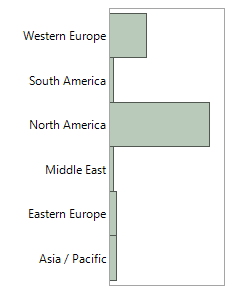 Western Europe
South America
North America
Middle East
Eastern Europe
Asia / Pacific